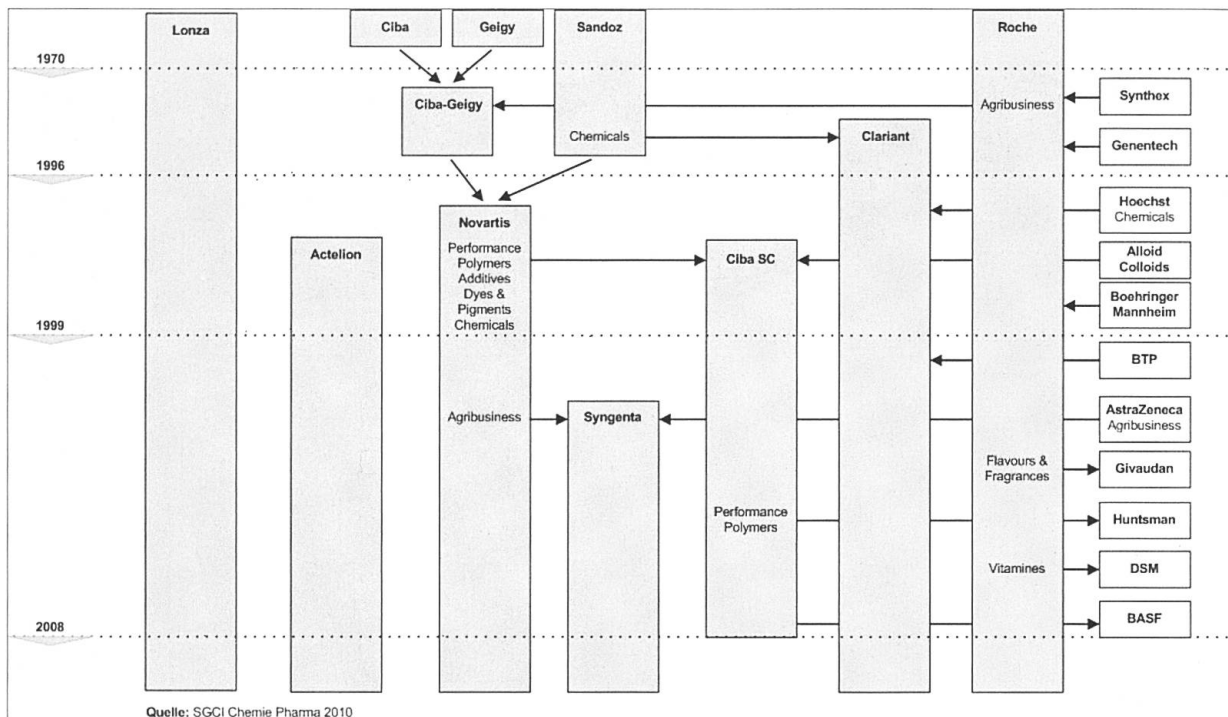 Lonza
Ciba
Geigy
Sandoz
Roche
1970
Ciba-Geigy
Agribusiness
Synthex
Chemicals
Clariant
Genentech
1996
Hoechst
Chemicals
Novartis
Performance
Polymers
Additives
Dyes &
Pigments
Chemicals
Actelion
Ciba SC
Alloid
Colloids
Boehringer
Mannheim
1999
BTP
Agribusiness
Syngenta
AstraZeneca
Agribusiness
Flavours &
Fragrances
Givaudan
Performance
Polymers
Huntsman
Vitamines
DSM
BASF
2008
Quelle: SGCI Chemie Pharma 2010